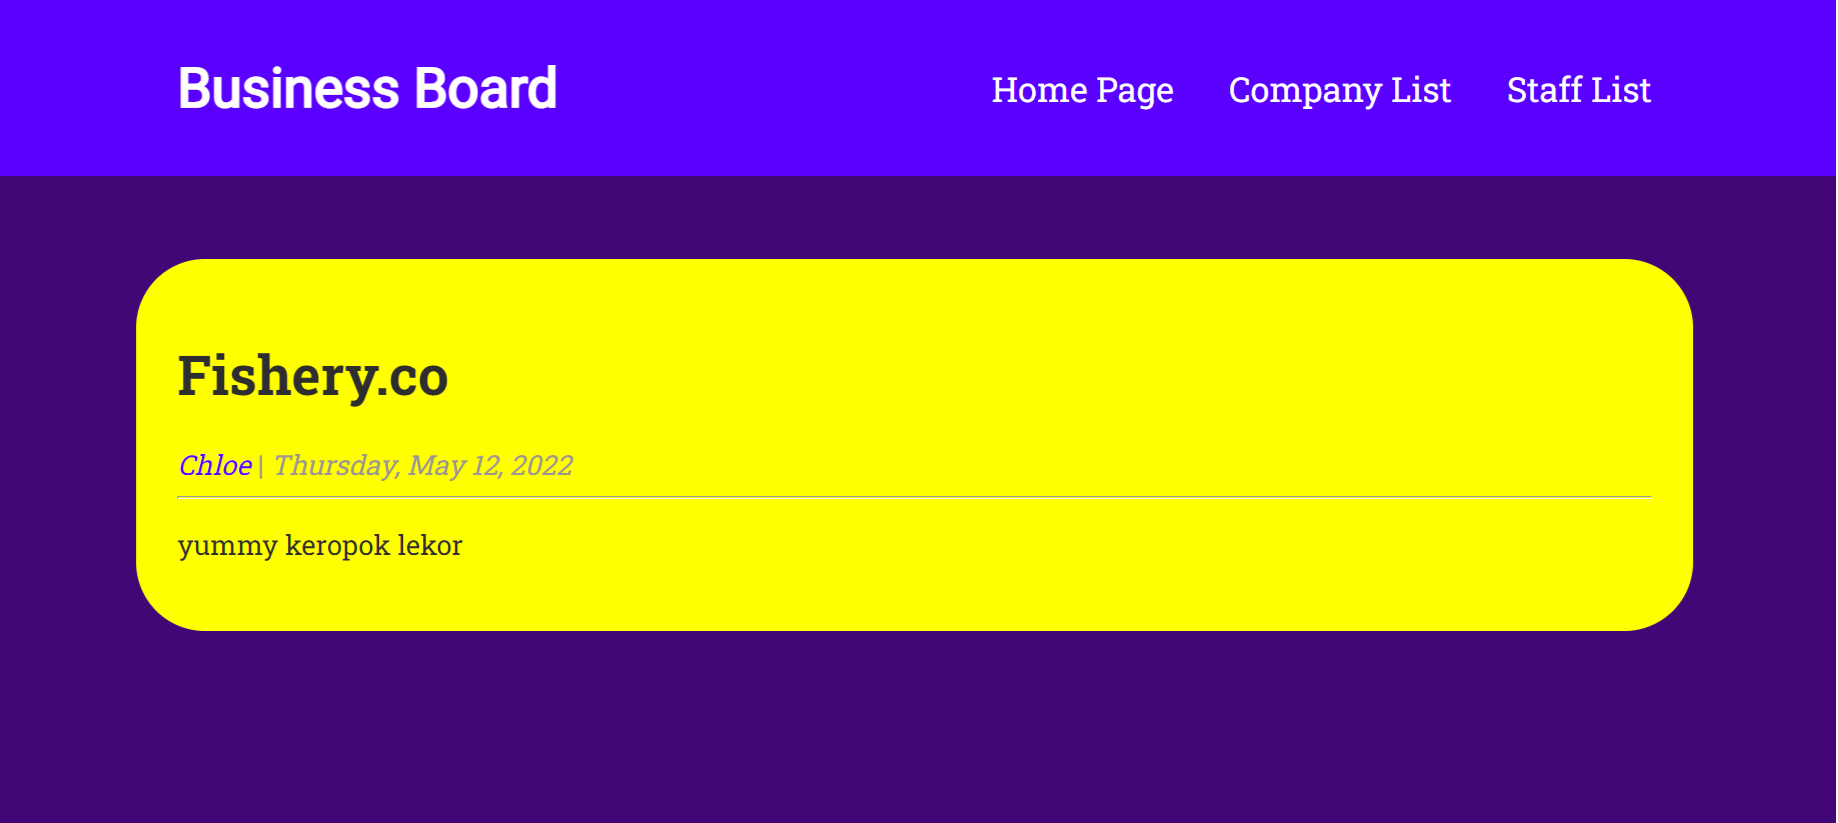 Business Board
Home Page Company List Staff List
Fishery.co
Chloe | Thursday, May 12, 2022
yummy keropok lekor